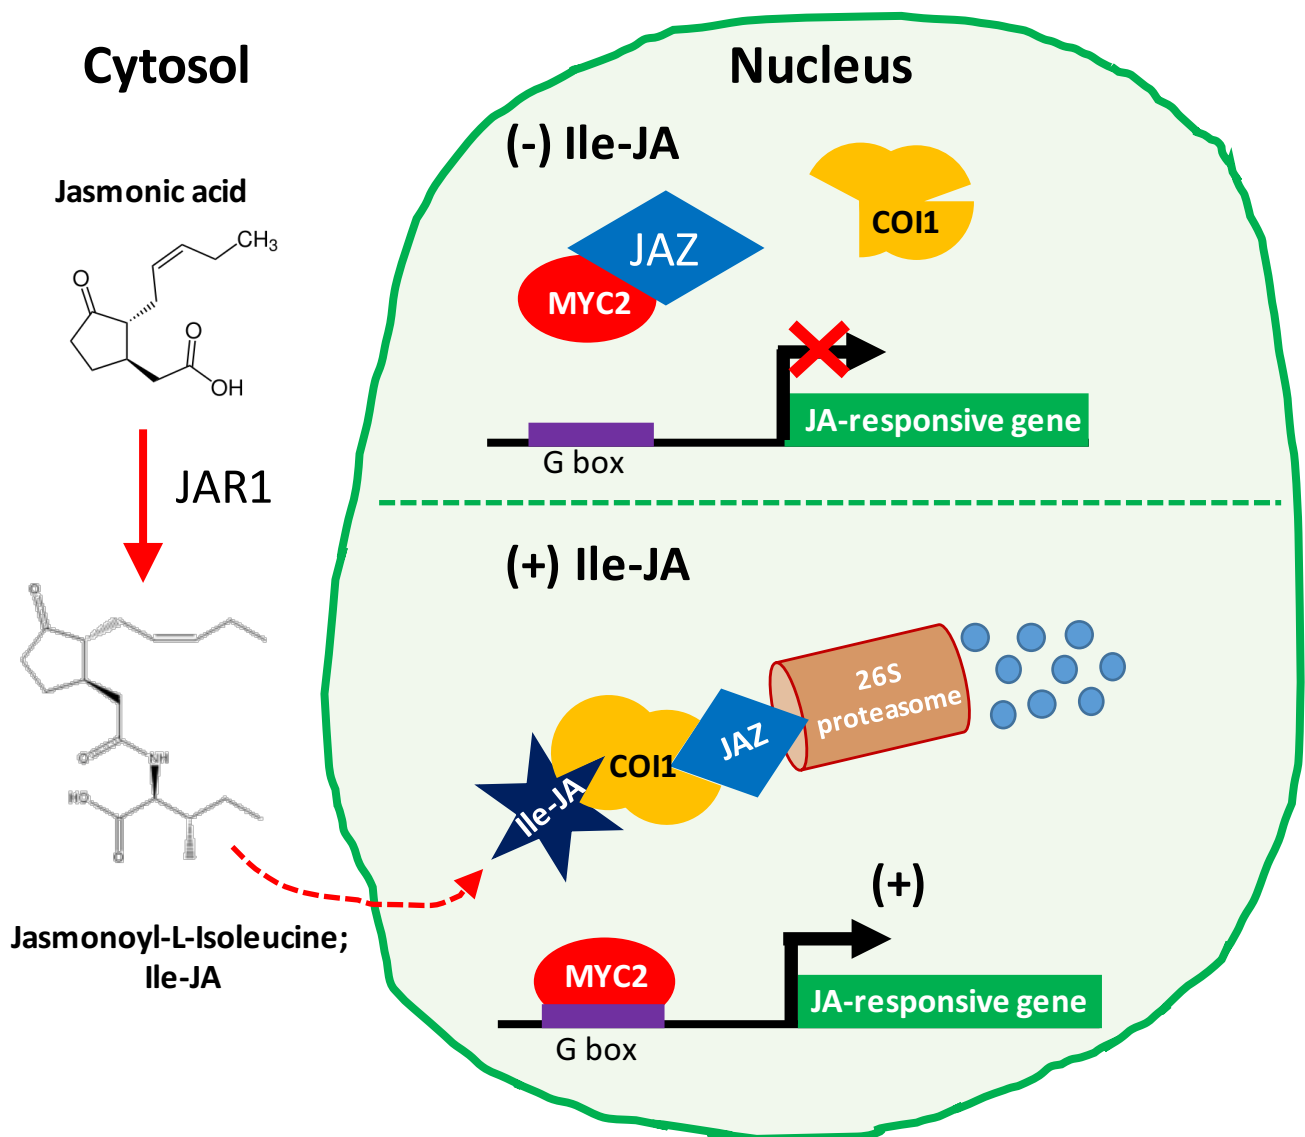 Cytosol
Nucleus
(-) Ile-JA
Jasmonic acid
CH3
O
O
OH
JAZ
MYC2
COI1
JA-responsive gene
G box
JAR1
(+) Ile-JA
O
O
NH
HO
O
26S
proteasome
JAZ
COI1
Ile-JA
(+)
Jasmonoyl-L-Isoleucine;
Ile-JA
MYC2
JA-responsive gene
G box